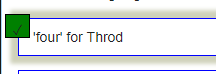 ✓ 'four' for Throd